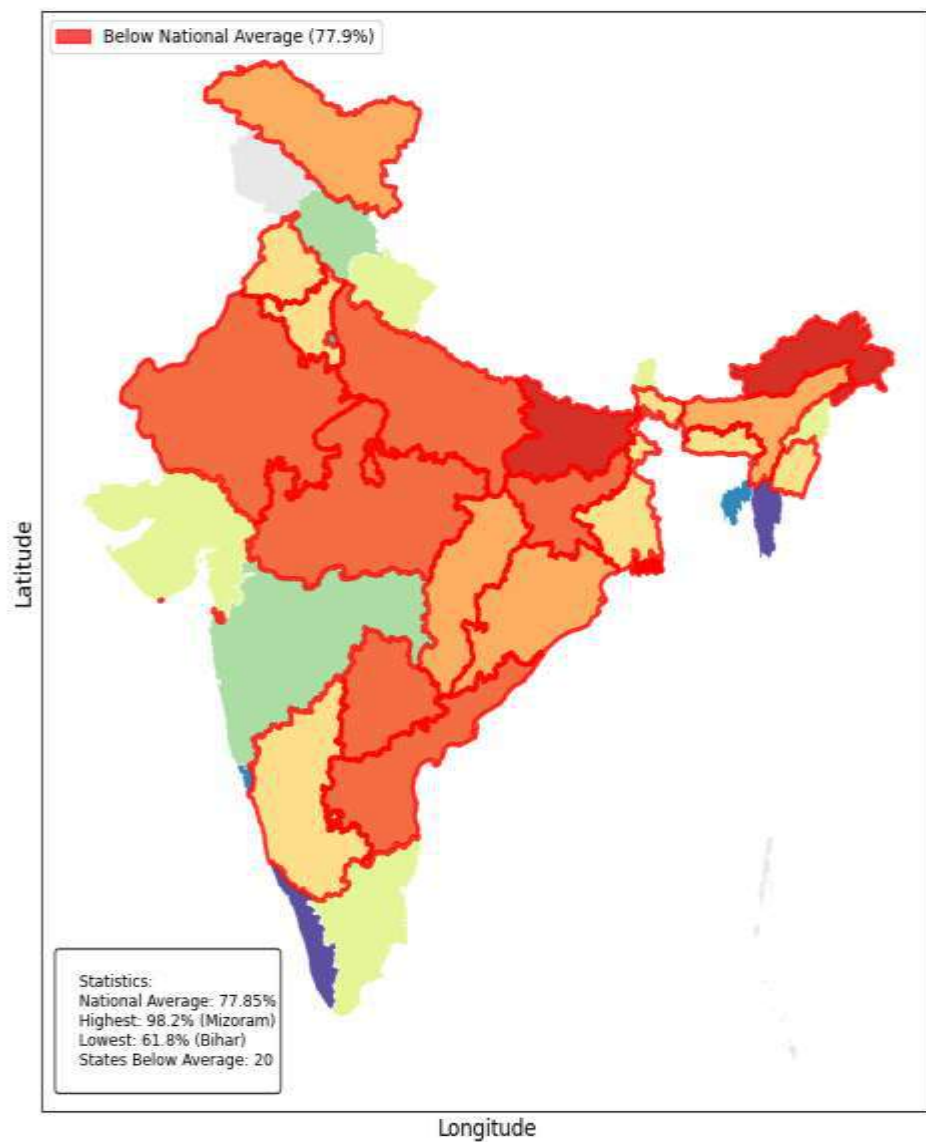 Below National Average (77.9%)
Latitude
Statistics:
National Average: 77.85%
Highest: 98.2% (Mizoram)
Lowest: 61.8% (Bihar)
States Below Average: 20
Longitude